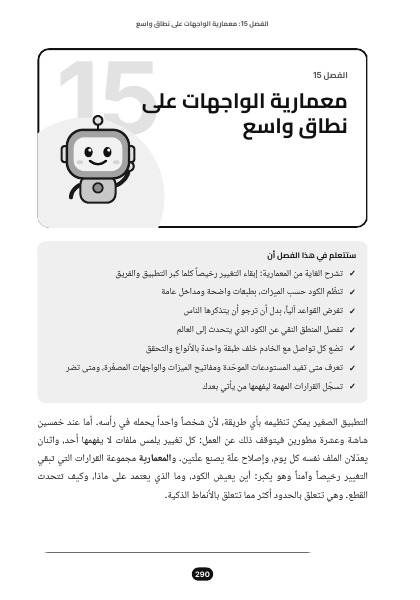 الفصل 15: معمارية الواجهات على نطاق واسع
15
الفصل 15
معمارية الواجهات على
نطاق واسع
ستتعلم في هذا الفصل أن
✓ تشرح الغاية من المعمارية: إبقاء التغيير رخيصاً كلما كبر التطبيق والفريق
✓ تنظّم الكود حسب الميزات، بطبقات واضحة ومداخل عامة
✓ تفرض القواعد آلياً، بدل أن ترجو أن يتذكرها الناس
✓ تفصل المنطق النقي عن الكود الذي يتحدث إلى العالم
✓ تضع كل تواصل مع الخادم خلف طبقة واحدة بالأنواع والتحقق
✓ تعرف متى تفيد المستودعات الموحّدة ومفاتيح الميزات والواجهات المصغّرة، ومتى تضر
✓ تسجّل القرارات المهمة ليفهمها من يأتي بعدك
التطبيق الصغير يمكن تنظيمه بأي طريقة، لأن شخصاً واحداً يحمله في رأسه. أما عند خمسين
شاشة وعشرة مطورين فيتوقف ذلك عن العمل: كل تغيير يلمس ملفات لا يفهمها أحد، واثنان
يعدّلان الملف نفسه كل يوم، وإصلاح علّة يصنع علّتين. والمعمارية مجموعة القرارات التي تبقي
التغيير رخيصاً وآمناً وهو يكبر: أين يعيش الكود، وما الذي يعتمد على ماذا، وكيف تتحدث
القطع. وهي تتعلق بالحدود أكثر مما تتعلق بالأنماط الذكية.
290